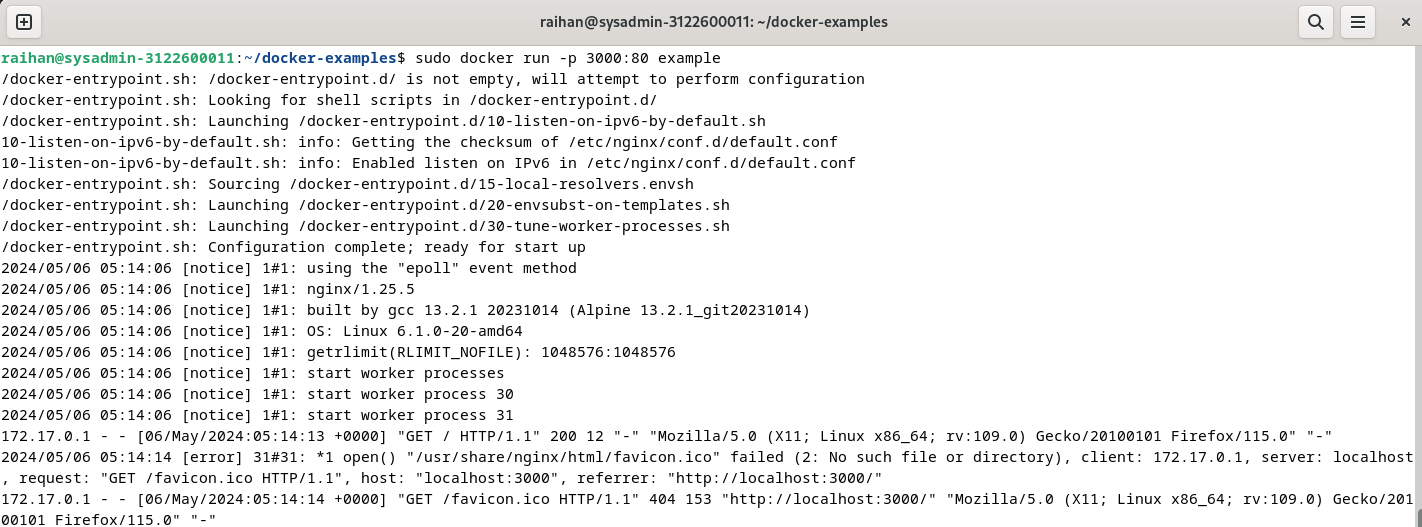 raihan@sysadmin-3122600011: ~/docker-examples
raihan@sysadmin-3122600011:~/docker-examples$ sudo docker run -p 3000:80 example
/docker-entrypoint.sh: /docker-entrypoint.d/ is not empty, will attempt to perform configuration
/docker-entrypoint.sh: Looking for shell scripts in /docker-entrypoint.d/
/docker-entrypoint.sh: Launching /docker-entrypoint.d/10-listen-on-ipv6-by-default.sh
10-listen-on-ipv6-by-default.sh: info: Getting the checksum of /etc/nginx/conf.d/default.conf
10-listen-on-ipv6-by-default.sh: info: Enabled listen on IPv6 in /etc/nginx/conf.d/default.conf
/docker-entrypoint.sh: Sourcing /docker-entrypoint.d/15-local-resolvers.envsh
/docker-entrypoint.sh: Launching /docker-entrypoint.d/20-envsubst-on-templates.sh
/docker-entrypoint.sh: Launching /docker-entrypoint.d/30-tune-worker-processes.sh
/docker-entrypoint.sh: Configuration complete; ready for start up
2024/05/06 05:14:06 [notice] 1#1: using the "epoll" event method
2024/05/06 05:14:06 [notice] 1#1: nginx/1.25.5
2024/05/06 05:14:06 [notice] 1#1: built by gcc 13.2.1 20231014 (Alpine 13.2.1_git20231014)
2024/05/06 05:14:06 [notice] 1#1: OS: Linux 6.1.0-20-amd64
2024/05/06 05:14:06 [notice] 1#1: getrlimit(RLIMIT_NOFILE): 1048576:1048576
2024/05/06 05:14:06 [notice] 1#1: start worker processes
2024/05/06 05:14:06 [notice] 1#1: start worker process 30
2024/05/06 05:14:06 [notice] 1#1: start worker process 31
172.17.0.1 - - [06/May/2024:05:14:13 +0000] "GET / HTTP/1.1" 200 12 "-" "Mozilla/5.0 (X11; Linux x86_64; rv:109.0) Gecko/20100101 Firefox/115.0" "-"
2024/05/06 05:14:14 [error] 31#31: *1 open() "/usr/share/nginx/html/favicon.ico" failed (2: No such file or directory), client: 172.17.0.1, server: localhost
, request: "GET /favicon.ico HTTP/1.1", host: "localhost:3000", referrer: "http://localhost:3000/"
172.17.0.1 - - [06/May/2024:05:14:14 +0000] "GET /favicon.ico HTTP/1.1" 404 153 "http://localhost:3000/" "Mozilla/5.0 (X11; Linux x86_64; rv:109.0) Gecko/201
00101 Firefox/115.0" "-"